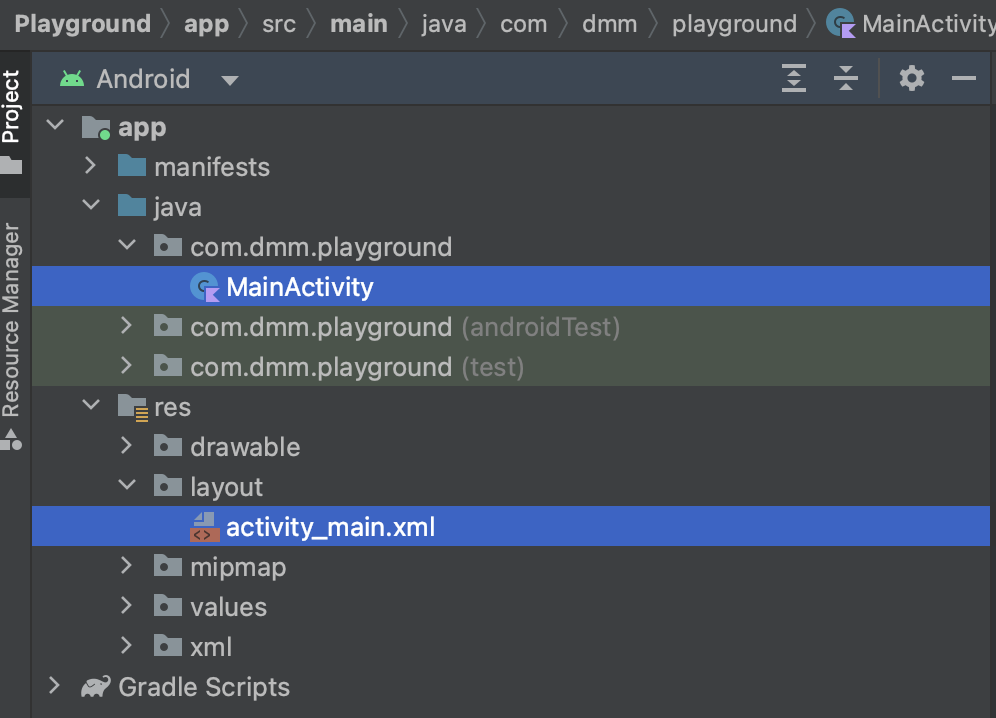 Playground app src main java com dmm playground MainActivity
Project
Resource Manager
Android
app
manifests
java
com.dmm.playground
MainActivity
com.dmm.playground (androidTest)
com.dmm.playground (test)
res
drawable
layout
activity_main.xml
mipmap
values
xml
Gradle Scripts